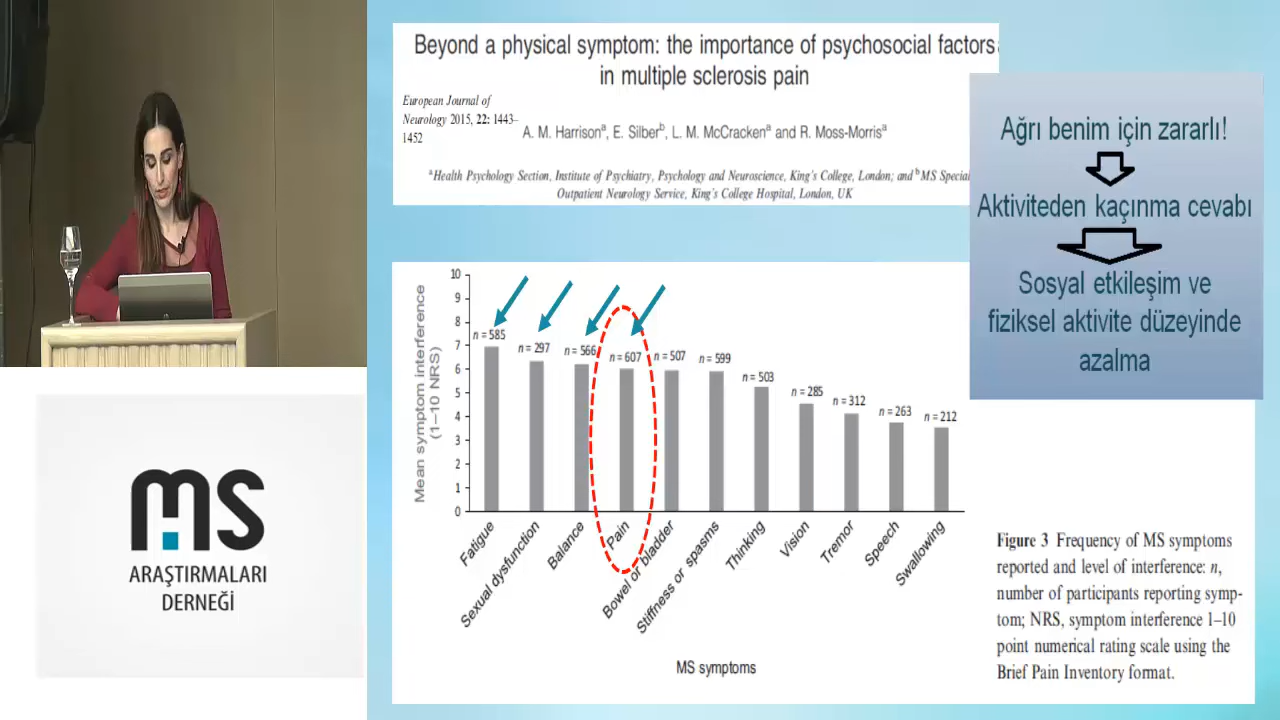 Beyond a physical symptom: the importance of psychosocial factors
in multiple sclerosis pain
European Journal of
Neurology 2015, 22: 1443–
1452
A. M. Harrisonᵃ, E. Silberᵇ, L. M. McCrackenᵃ and R. Moss-Morrisᵃ
ᵃHealth Psychology Section, Institute of Psychiatry, Psychology and Neuroscience, King's College, London; and ᵇMS Special
Outpatient Neurology Service, King's College Hospital, London, UK
Ağrı benim için zararlı!
Aktiviteden kaçınma cevabı
Sosyal etkileşim ve
fiziksel aktivite düzeyinde
azalma
Mean symptom interference
(1–10 NRS)
10
9
8
7
6
5
4
3
2
1
0
n = 585
n = 297
n = 566
n = 607
n = 507
n = 599
n = 503
n = 285
n = 312
n = 263
n = 212
Fatigue
Sexual dysfunction
Balance
Pain
Bowel or bladder
Stiffness or spasms
Thinking
Vision
Tremor
Speech
Swallowing
MS symptoms
Figure 3 Frequency of MS symptoms
reported and level of interference: n,
number of participants reporting symp-
tom; NRS, symptom interference 1–10
point numerical rating scale using the
Brief Pain Inventory format.
MS
ARAŞTIRMALARI
DERNEĞİ